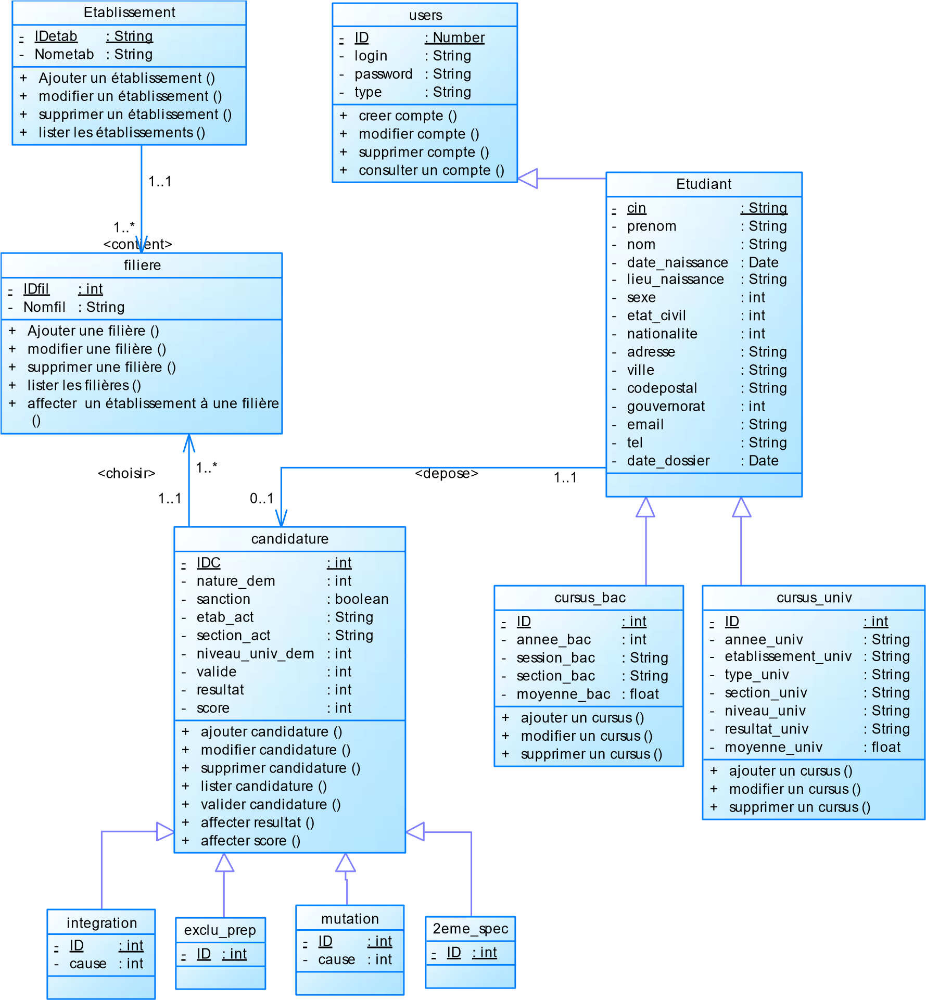 Etablissement
- IDetab : String
- Nometab : String
+ Ajouter un établissement ()
+ modifier un établissement ()
+ supprimer un établissement ()
+ lister les établissements ()
users
- ID : Number
- login : String
- password : String
- type : String
+ creer compte ()
+ modifier compte ()
+ supprimer compte ()
+ consulter un compte ()
1..1
1..*
<contient>
Etudiant
- cin : String
- prenom : String
- nom : String
- date_naissance : Date
- lieu_naissance : String
- sexe : int
- etat_civil : int
- nationalite : int
- adresse : String
- ville : String
- codepostal : String
- gouvernorat : int
- email : String
- tel : String
- date_dossier : Date
filiere
- IDfil : int
- Nomfil : String
+ Ajouter une filière ()
+ modifier une filière ()
+ supprimer une filière ()
+ lister les filières ()
+ affecter un établissement à une filière
()
<choisir>
1..*
1..1
0..1
<depose>
1..1
candidature
- IDC : int
- nature_dem : int
- sanction : boolean
- etab_act : String
- section_act : String
- niveau_univ_dem : int
- valide : int
- resultat : int
- score : int
+ ajouter candidature ()
+ modifier candidature ()
+ supprimer candidature ()
+ lister candidature ()
+ valider candidature ()
+ affecter resultat ()
+ affecter score ()
cursus_bac
- ID : int
- annee_bac : int
- session_bac : String
- section_bac : String
- moyenne_bac : float
+ ajouter un cursus ()
+ modifier un cursus ()
+ supprimer un cursus ()
cursus_univ
- ID : int
- annee_univ : String
- etablissement_univ : String
- type_univ : String
- section_univ : String
- niveau_univ : String
- resultat_univ : String
- moyenne_univ : float
+ ajouter un cursus ()
+ modifier un cursus ()
+ supprimer un cursus ()
integration
- ID : int
- cause : int
exclu_prep
- ID : int
mutation
- ID : int
- cause : int
2eme_spec
- ID : int